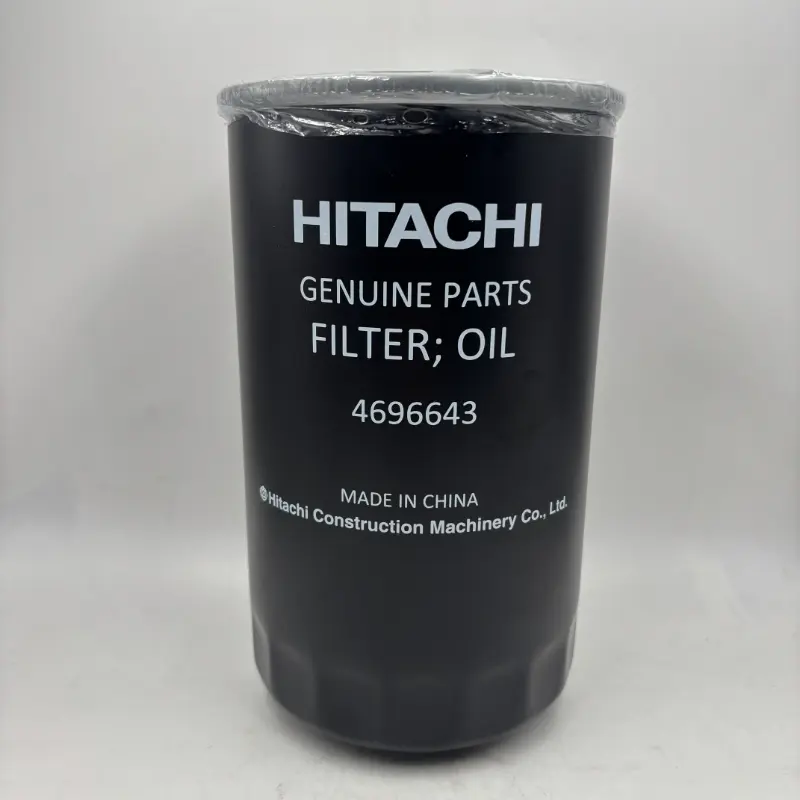 HITACHI
GENUINE PARTS
FILTER; OIL
4696643
MADE IN CHINA
Hitachi Construction Machinery Co., Ltd.